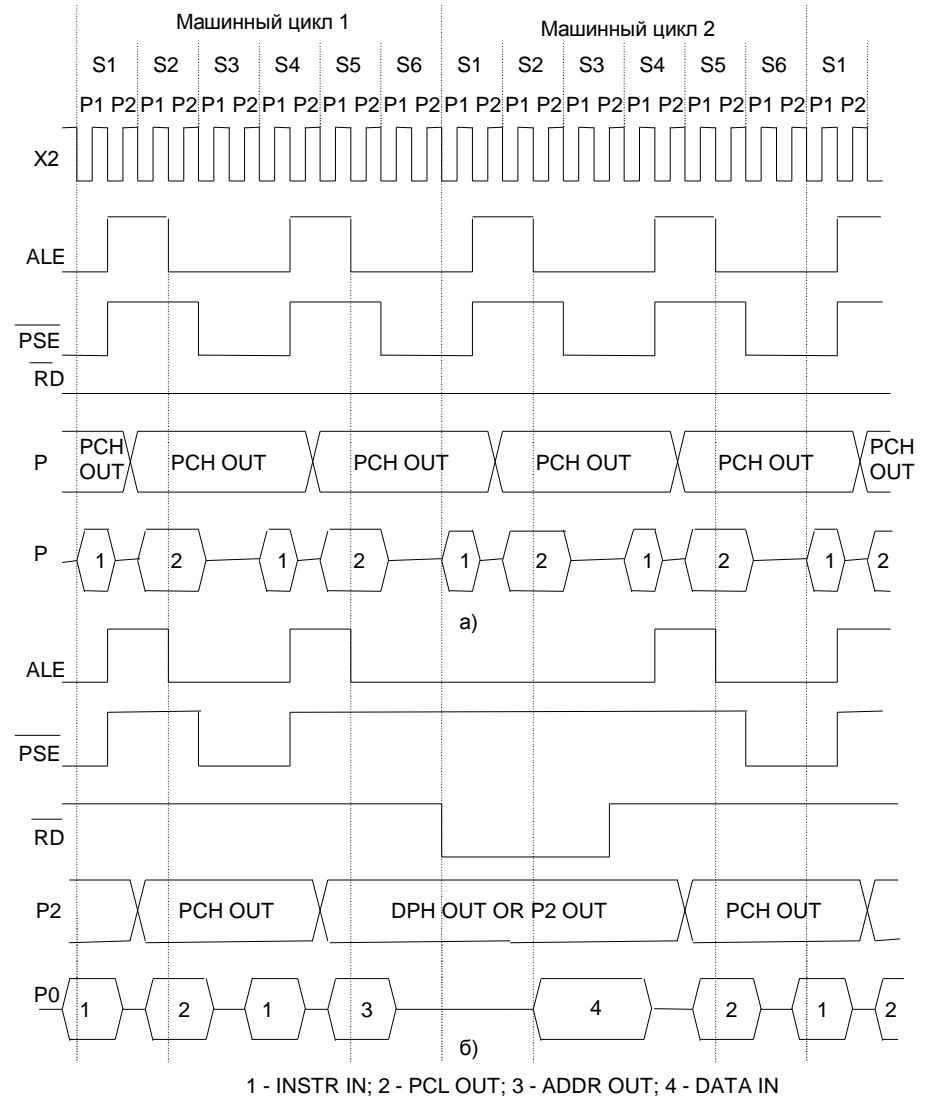 Машинный цикл 1
Машинный цикл 2
S1 S2 S3 S4 S5 S6 S1 S2 S3 S4 S5 S6 S1
P1 P2 P1 P2 P1 P2 P1 P2 P1 P2 P1 P2 P1 P2 P1 P2 P1 P2 P1 P2 P1 P2 P1 P2 P1 P2
X2
ALE
PSE
RD
P PCH OUT PCH OUT PCH OUT PCH OUT PCH OUT PCH OUT
P 1 2 1 2 1 2 1 2 1 2
а)
ALE
PSE
RD
P2 PCH OUT DPH OUT OR P2 OUT PCH OUT
P0 1 2 1 3 4 2 1 2
б)
1 - INSTR IN; 2 - PCL OUT; 3 - ADDR OUT; 4 - DATA IN